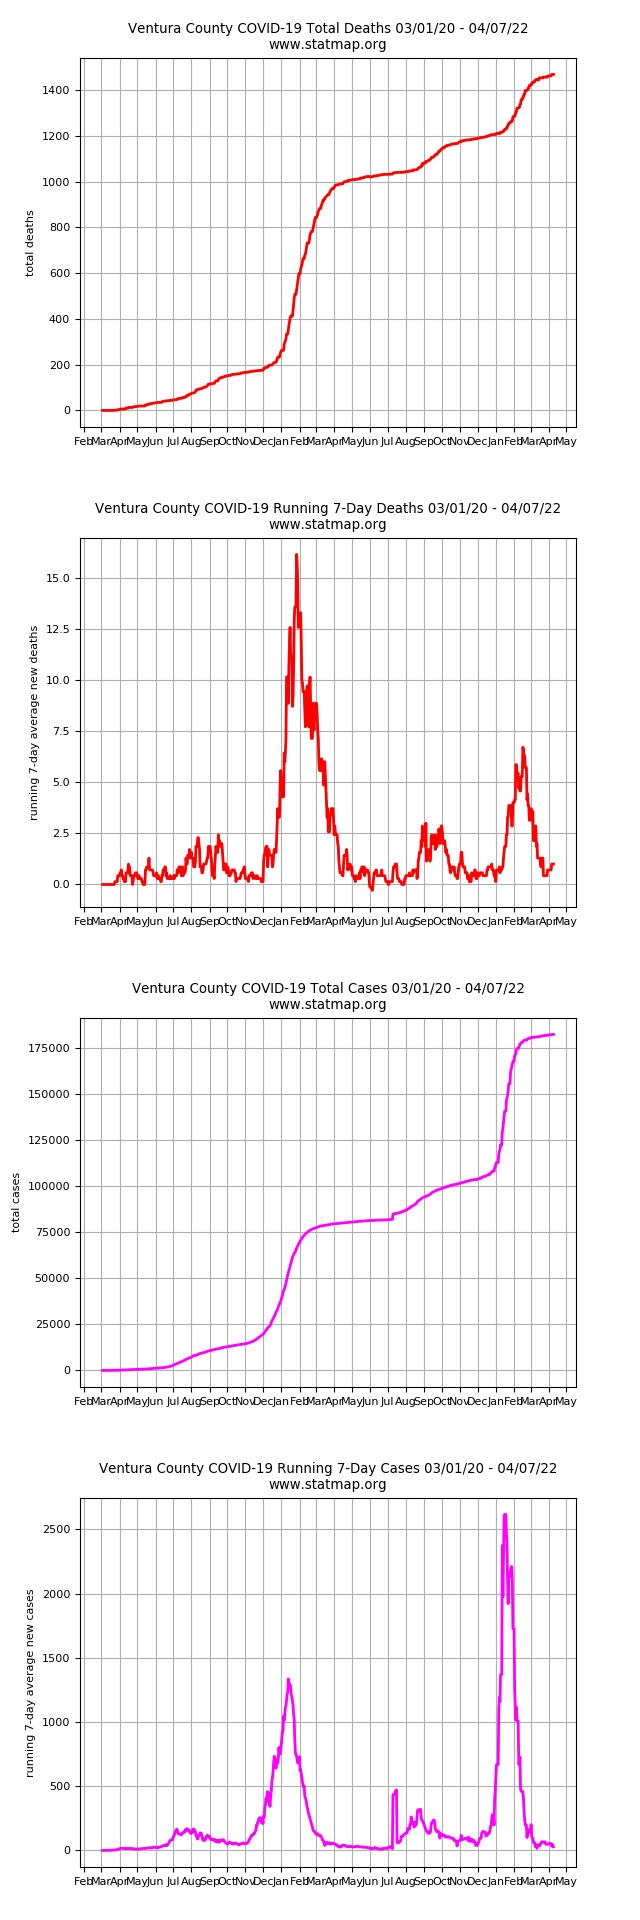 Ventura County COVID-19 Total Deaths 03/01/20 - 04/07/22
www.statmap.org
1400
1200
1000
800
600
400
200
0
total deaths
Feb Mar Apr May Jun Jul Aug Sep Oct Nov Dec Jan Feb Mar Apr May Jun Jul Aug Sep Oct Nov Dec Jan Feb Mar Apr May
Ventura County COVID-19 Running 7-Day Deaths 03/01/20 - 04/07/22
www.statmap.org
15.0
12.5
10.0
7.5
5.0
2.5
0.0
running 7-day average new deaths
Feb Mar Apr May Jun Jul Aug Sep Oct Nov Dec Jan Feb Mar Apr May Jun Jul Aug Sep Oct Nov Dec Jan Feb Mar Apr May
Ventura County COVID-19 Total Cases 03/01/20 - 04/07/22
www.statmap.org
175000
150000
125000
100000
75000
50000
25000
0
total cases
Feb Mar Apr May Jun Jul Aug Sep Oct Nov Dec Jan Feb Mar Apr May Jun Jul Aug Sep Oct Nov Dec Jan Feb Mar Apr May
Ventura County COVID-19 Running 7-Day Cases 03/01/20 - 04/07/22
www.statmap.org
2500
2000
1500
1000
500
0
running 7-day average new cases
Feb Mar Apr May Jun Jul Aug Sep Oct Nov Dec Jan Feb Mar Apr May Jun Jul Aug Sep Oct Nov Dec Jan Feb Mar Apr May